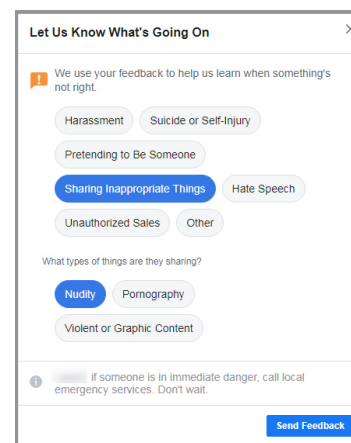 Let Us Know What's Going On
We use your feedback to help us learn when something's
not right.
Harassment
Suicide or Self-Injury
Pretending to Be Someone
Sharing Inappropriate Things
Hate Speech
Unauthorized Sales
Other
What types of things are they sharing?
Nudity
Pornography
Violent or Graphic Content
if someone is in immediate danger, call local
emergency services. Don't wait.
Send Feedback